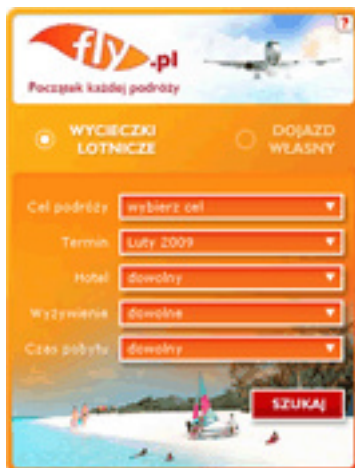 ?
fly.pl
Początek każdej podróży
WYCIECZKI
LOTNICZE
DOJAZD
WŁASNY
Cel podróży wybierz cel
Termin Luty 2009
Hotel dowolny
Wyżywienie dowolne
Czas pobytu dowolny
SZUKAJ